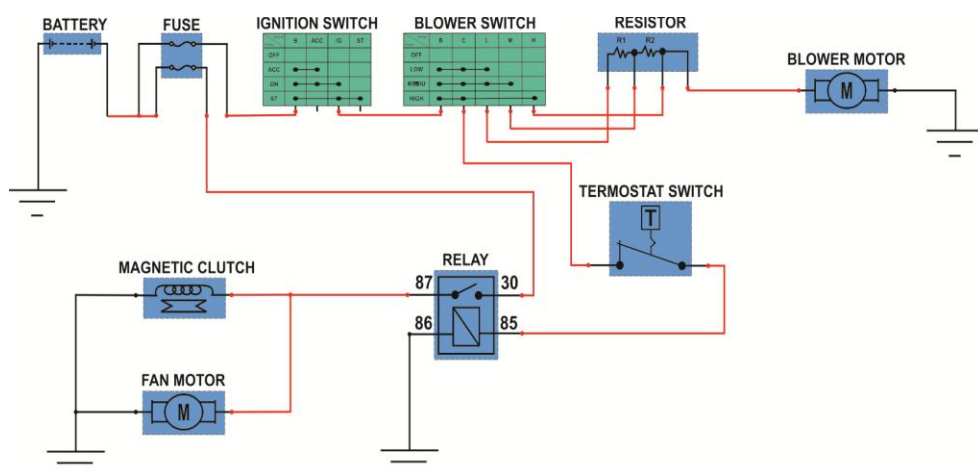 BATTERY FUSE IGNITION SWITCH BLOWER SWITCH RESISTOR
B ACC IG ST
OFF
ACC
ON
ST
B C L M H
OFF
LOW
HIGH
R1 R2
BLOWER MOTOR
M
TERMOSTAT SWITCH
T
MAGNETIC CLUTCH
RELAY
87 30
86 85
FAN MOTOR
M